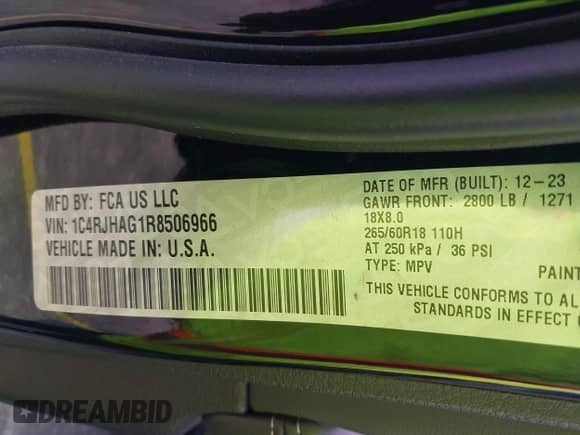 MFD BY: FCA US LLC
VIN: 1C4RJHAG1R8506966
VEHICLE MADE IN: U.S.A.
DATE OF MFR (BUILT): 12-23
GAWR FRONT: 2800 LB / 1271
18X8.0
265/60R18 110H
AT 250 kPa / 36 PSI
TYPE: MPV
PAINT
THIS VEHICLE CONFORMS TO AL
STANDARDS IN EFFECT
DREAMBID